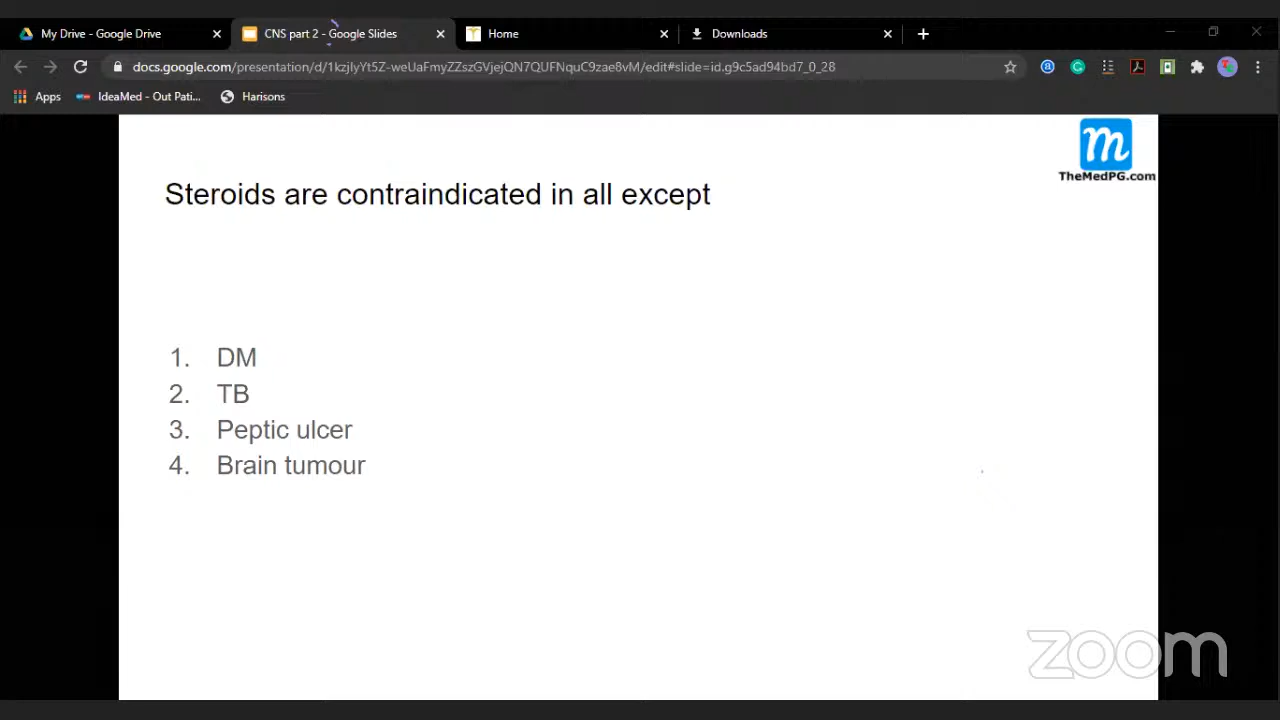 My Drive - Google Drive
CNS part 2 - Google Slides
Home
Downloads
docs.google.com/presentation/d/1kzjlyYt5Z-weUaFmyZZszGVjejQN7QUFNquC9zae8vM/edit#slide=id.g9c5ad94bd7_0_28
Apps
IdeaMed - Out Pati...
Harisons
m
TheMedPG.com
Steroids are contraindicated in all except
1. DM
2. TB
3. Peptic ulcer
4. Brain tumour
zoom